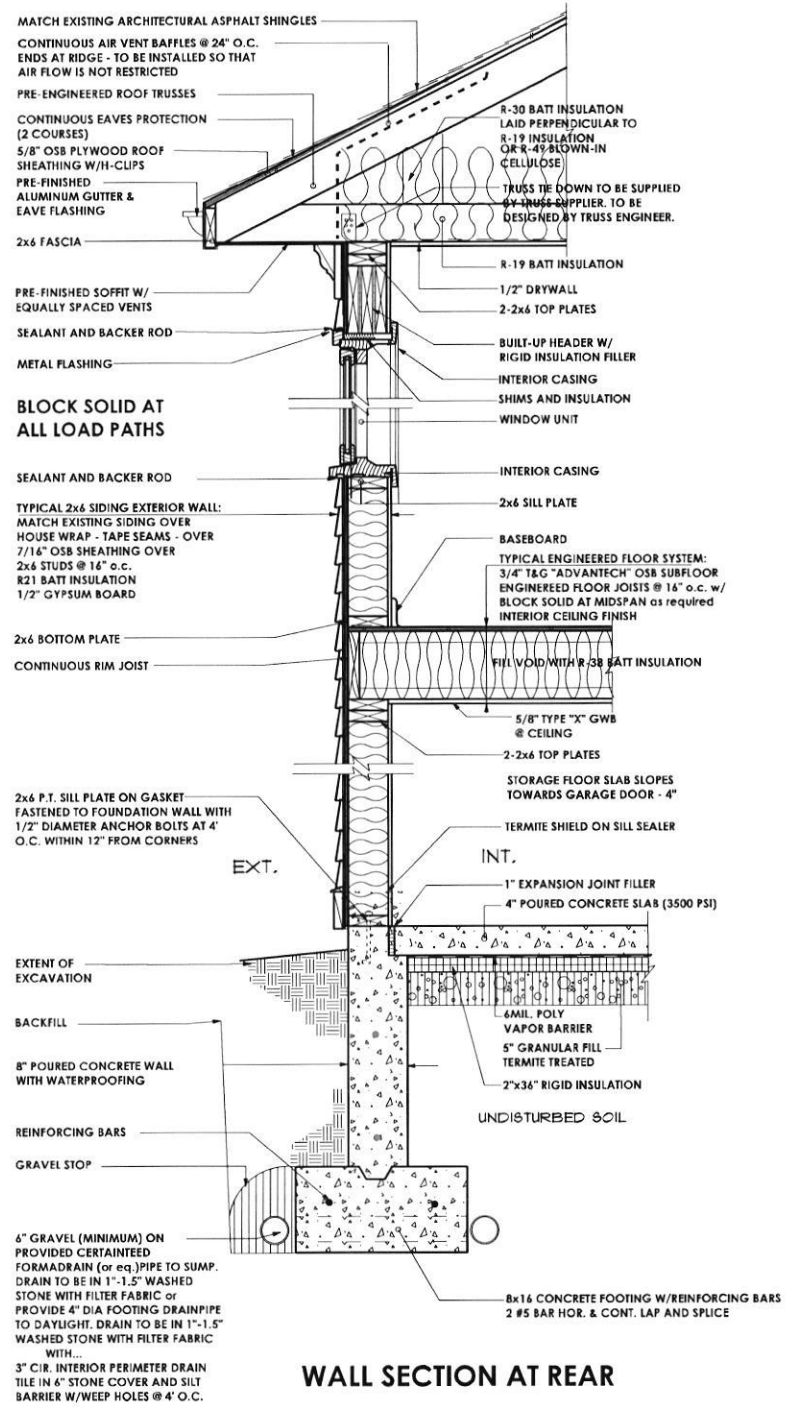 MATCH EXISTING ARCHITECTURAL ASPHALT SHINGLES
CONTINUOUS AIR VENT BAFFLES @ 24" O.C.
ENDS AT RIDGE - TO BE INSTALLED SO THAT
AIR FLOW IS NOT RESTRICTED
PRE-ENGINEERED ROOF TRUSSES
CONTINUOUS EAVES PROTECTION
(2 COURSES)
5/8" OSB PLYWOOD ROOF
SHEATHING W/H-CLIPS
PRE-FINISHED
ALUMINUM GUTTER &
EAVE FLASHING
2x6 FASCIA
PRE-FINISHED SOFFIT W/
EQUALLY SPACED VENTS
SEALANT AND BACKER ROD
METAL FLASHING
BLOCK SOLID AT
ALL LOAD PATHS
SEALANT AND BACKER ROD
TYPICAL 2x6 SIDING EXTERIOR WALL:
MATCH EXISTING SIDING OVER
HOUSE WRAP - TAPE SEAMS - OVER
7/16" OSB SHEATHING OVER
2x6 STUDS @ 16" o.c.
R21 BATT INSULATION
1/2" GYPSUM BOARD
2x6 BOTTOM PLATE
CONTINUOUS RIM JOIST
2x6 P.T. SILL PLATE ON GASKET
FASTENED TO FOUNDATION WALL WITH
1/2" DIAMETER ANCHOR BOLTS AT 4'
O.C. WITHIN 12" FROM CORNERS
EXT.
EXTENT OF
EXCAVATION
BACKFILL
8" POURED CONCRETE WALL
WITH WATERPROOFING
REINFORCING BARS
GRAVEL STOP
6" GRAVEL (MINIMUM) ON
PROVIDED CERTAINTEED
FORMADRAIN (or eq.)PIPE TO SUMP.
DRAIN TO BE IN 1"-1.5" WASHED
STONE WITH FILTER FABRIC or
PROVIDE 4" DIA FOOTING DRAINPIPE
TO DAYLIGHT. DRAIN TO BE IN 1"-1.5"
WASHED STONE WITH FILTER FABRIC
WITH...
3" CIR. INTERIOR PERIMETER DRAIN
TILE IN 6" STONE COVER AND SILT
BARRIER W/WEEP HOLES @ 4' O.C.
R-30 BATT INSULATION
LAID PERPENDICULAR TO
R-19 INSULATION
OR R-49 BLOWN-IN
CELLULOSE
TRUSS TIE DOWN TO BE SUPPLIED
BY TRUSS SUPPLIER. TO BE
DESIGNED BY TRUSS ENGINEER.
R-19 BATT INSULATION
1/2" DRYWALL
2-2x6 TOP PLATES
BUILT-UP HEADER W/
RIGID INSULATION FILLER
INTERIOR CASING
SHIMS AND INSULATION
WINDOW UNIT
INTERIOR CASING
2x6 SILL PLATE
BASEBOARD
TYPICAL ENGINEERED FLOOR SYSTEM:
3/4" T&G "ADVANTECH" OSB SUBFLOOR
ENGINEREED FLOOR JOISTS @ 16" o.c. w/
BLOCK SOLID AT MIDSPAN as required
INTERIOR CEILING FINISH
FILL VOID WITH R-38 BATT INSULATION
5/8" TYPE "X" GWB
@ CEILING
2-2x6 TOP PLATES
STORAGE FLOOR SLAB SLOPES
TOWARDS GARAGE DOOR - 4"
TERMITE SHIELD ON SILL SEALER
INT.
1" EXPANSION JOINT FILLER
4" POURED CONCRETE SLAB (3500 PSI)
6MIL. POLY
VAPOR BARRIER
5" GRANULAR FILL
TERMITE TREATED
2"x36" RIGID INSULATION
UNDISTURBED SOIL
8x16 CONCRETE FOOTING W/REINFORCING BARS
2 #5 BAR HOR. & CONT. LAP AND SPLICE
WALL SECTION AT REAR